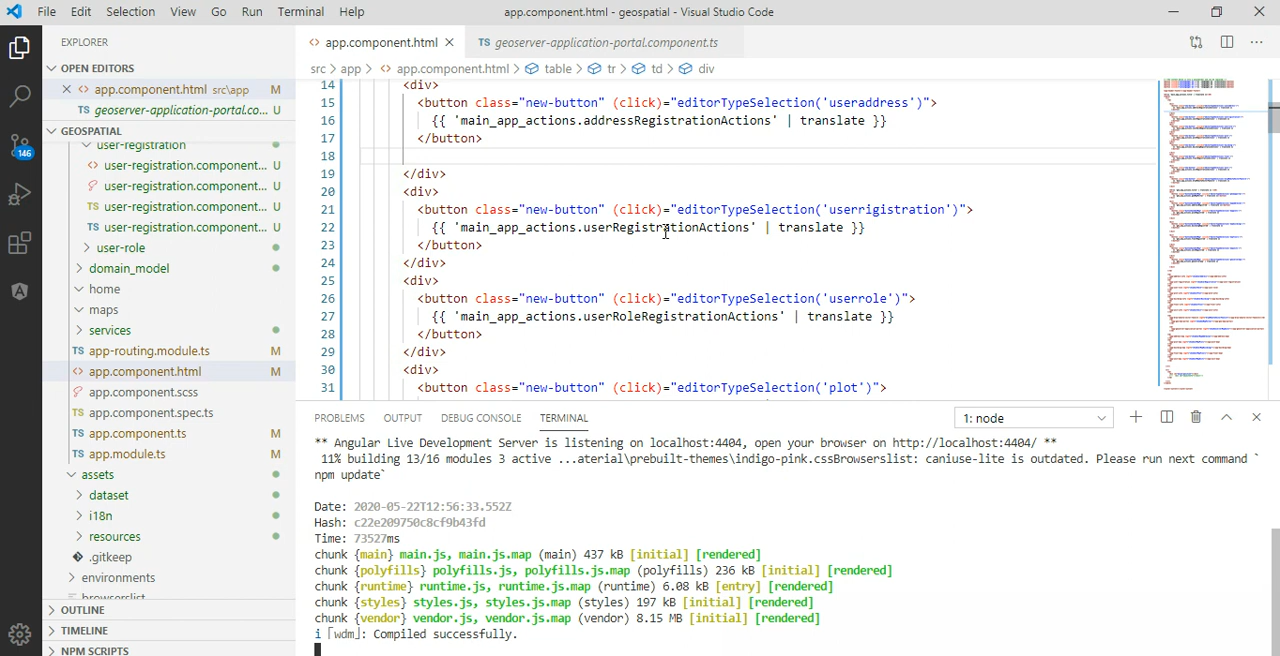 File Edit Selection View Go Run Terminal Help
app.component.html - geospatial - Visual Studio Code
EXPLORER
OPEN EDITORS
app.component.html src\app M
TS geoserver-application-portal.co... U
GEOSPATIAL
user-registration
user-registration.component... U
user-registration.component... U
TS user-registration.component... U
TS user-registration.component... U
user-role
domain_model
home
maps
services
TS app-routing.module.ts M
app.component.html M
app.component.scss
TS app.component.spec.ts
TS app.component.ts M
TS app.module.ts M
assets
dataset
i18n
resources
.gitkeep
environments
browserslist
OUTLINE
TIMELINE
NPM SCRIPTS
146
app.component.html
TS geoserver-application-portal.component.ts
src > app > app.component.html > table > tr > td > div
14 <div>
15 <button class="new-button" (click)="editorTypeSelection('useraddress')">
16 | translate }}
17 </button>
18
19 </div>
20 <div>
21 <button class="new-button" (click)="editorTypeSelection('userrigistration')">
22 {{ | translate }}
23 </button>
24 </div>
25 <div>
26 <button class="new-button" (click)="editorTypeSelection('userrole')">
27 {{ | translate }}
28 </button>
29 </div>
30 <div>
31 <button class="new-button" (click)="editorTypeSelection('plot')">
PROBLEMS OUTPUT DEBUG CONSOLE TERMINAL
1: node
** Angular Live Development Server is listening on localhost:4404, open your browser on http://localhost:4404/ **
11% building 13/16 modules 3 active ...aterial\prebuilt-themes\indigo-pink.cssBrowserslist: caniuse-lite is outdated. Please run next command `
npm update`
Date: 2020-05-22T12:56:33.552Z
Hash: c22e209750c8cf9b43fd
Time: 73527ms
chunk {main} main.js, main.js.map (main) 437 kB [initial] [rendered]
chunk {polyfills} polyfills.js, polyfills.js.map (polyfills) 236 kB [initial] [rendered]
chunk {runtime} runtime.js, runtime.js.map (runtime) 6.08 kB [entry] [rendered]
chunk {styles} styles.js, styles.js.map (styles) 197 kB [initial] [rendered]
chunk {vendor} vendor.js, vendor.js.map (vendor) 8.15 MB [initial] [rendered]
i ｢wdm｣: Compiled successfully.